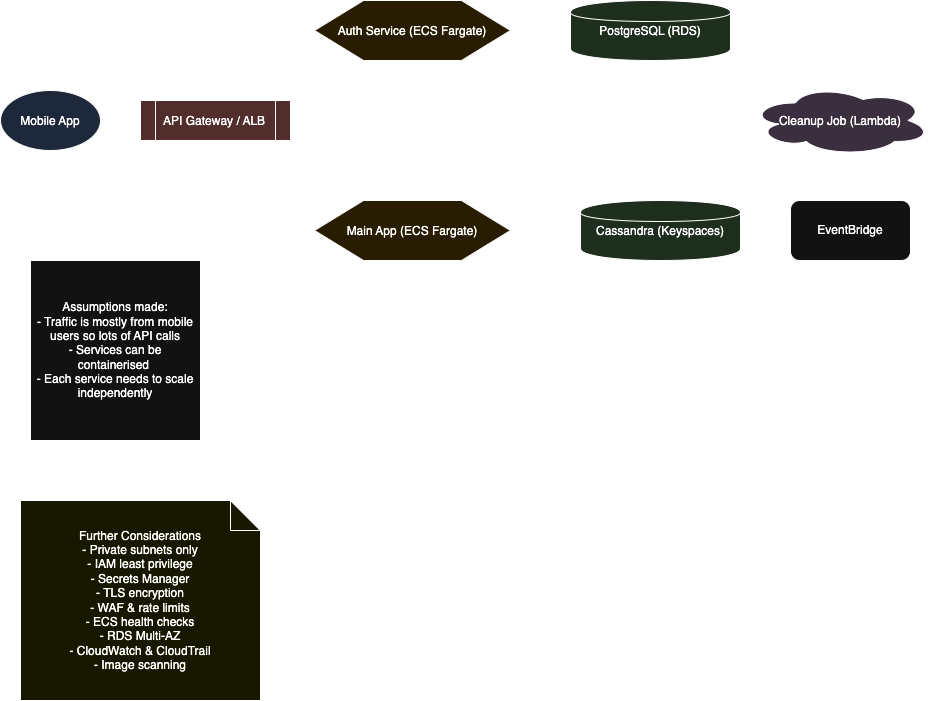 Auth Service (ECS Fargate)
PostgreSQL (RDS)
Mobile App
API Gateway / ALB
Cleanup Job (Lambda)
Main App (ECS Fargate)
Cassandra (Keyspaces)
EventBridge
Assumptions made:
- Traffic is mostly from mobile
users so lots of API calls
- Services can be
containerised
- Each service needs to scale
independently
Further Considerations
- Private subnets only
- IAM least privilege
- Secrets Manager
- TLS encryption
- WAF & rate limits
- ECS health checks
- RDS Multi-AZ
- CloudWatch & CloudTrail
- Image scanning